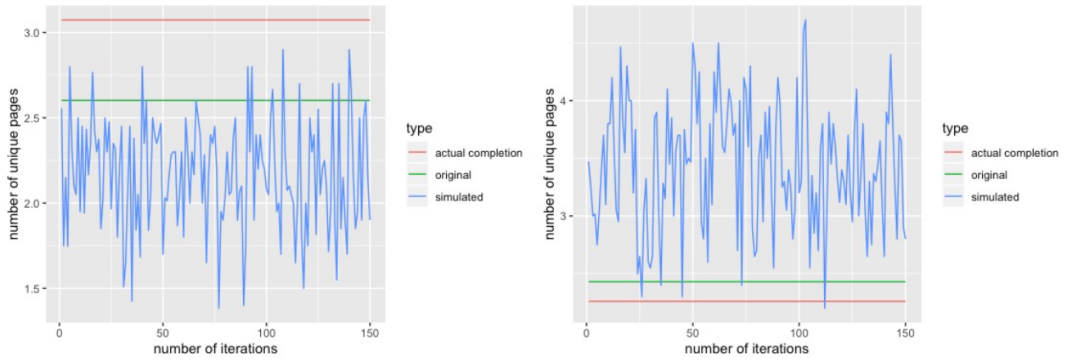 3.0
2.5
2.0
1.5
number of unique pages
0
50
100
150
number of iterations
type
actual completion
original
simulated
4
3
number of unique pages
0
50
100
150
number of iterations
type
actual completion
original
simulated